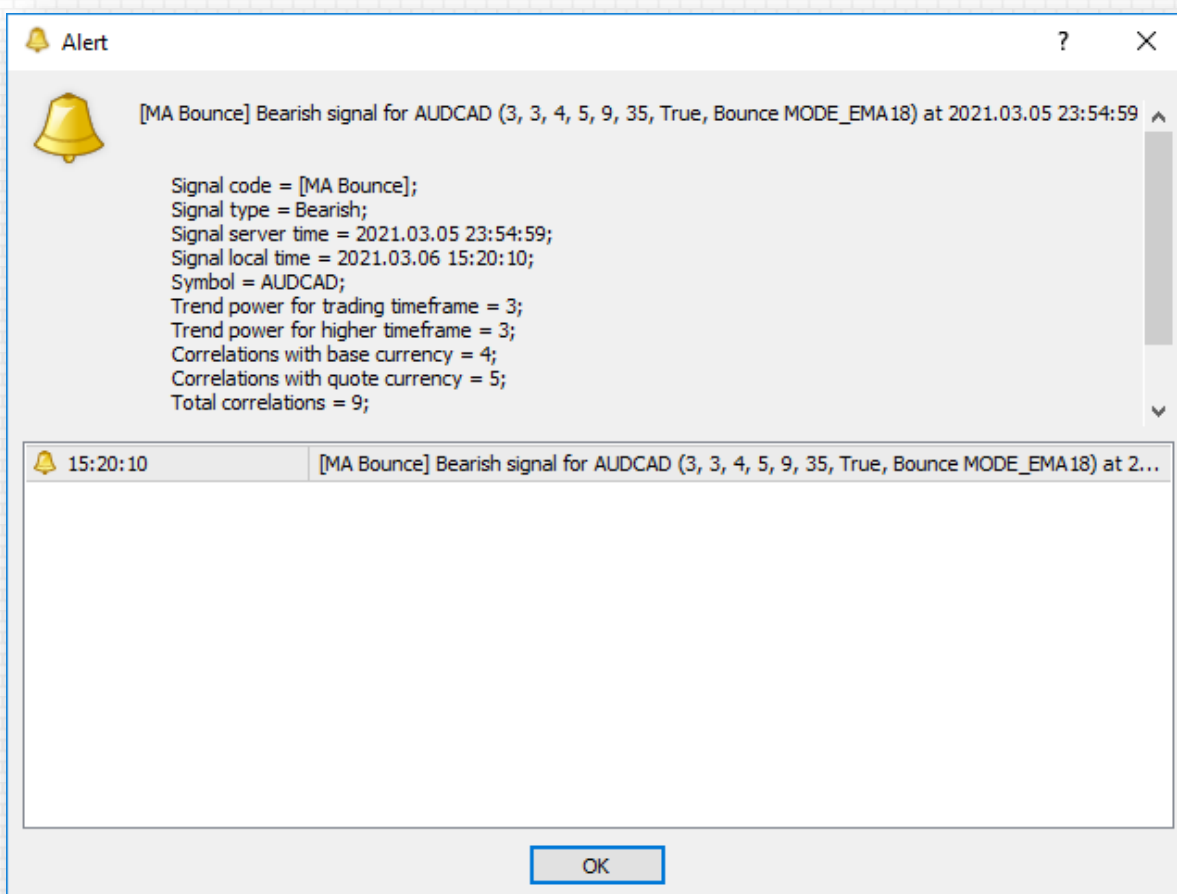 Alert
?
[MA Bounce] Bearish signal for AUDCAD (3, 3, 4, 5, 9, 35, True, Bounce MODE_EMA18) at 2021.03.05 23:54:59
Signal code = [MA Bounce];
Signal type = Bearish;
Signal server time = 2021.03.05 23:54:59;
Signal local time = 2021.03.06 15:20:10;
Symbol = AUDCAD;
Trend power for trading timeframe = 3;
Trend power for higher timeframe = 3;
Correlations with base currency = 4;
Correlations with quote currency = 5;
Total correlations = 9;
15:20:10 [MA Bounce] Bearish signal for AUDCAD (3, 3, 4, 5, 9, 35, True, Bounce MODE_EMA18) at 2...
OK